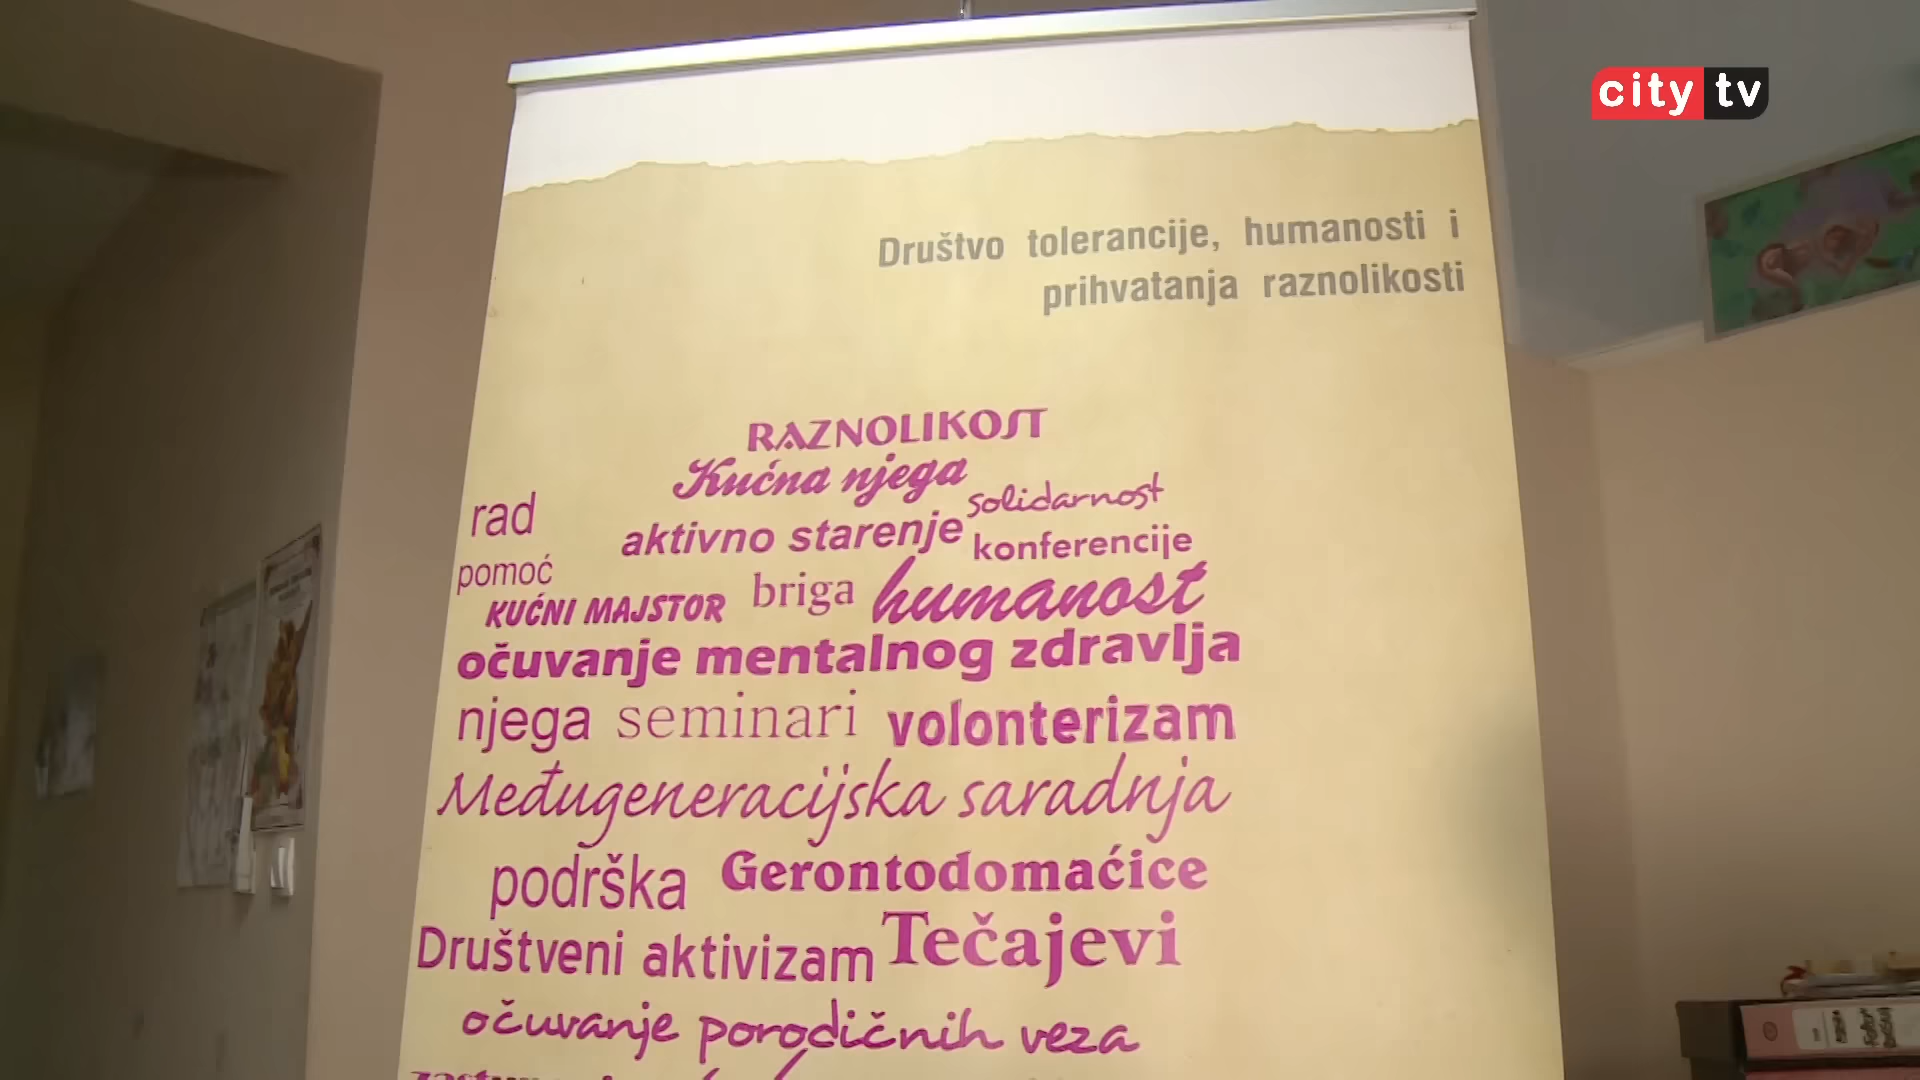 city tv
Društvo tolerancije, humanosti i
prihvatanja raznolikosti
RAZNOLIKOST
Kućna njega
rad
solidarnost
aktivno starenje
konferencije
pomoć
KUĆNI MAJSTOR
briga
humanost
očuvanje mentalnog zdravlja
njega seminari volonterizam
Međugeneracijska saradnja
podrška Gerontodomaćice
Društveni aktivizam Tečajevi
očuvanje porodičnih veza